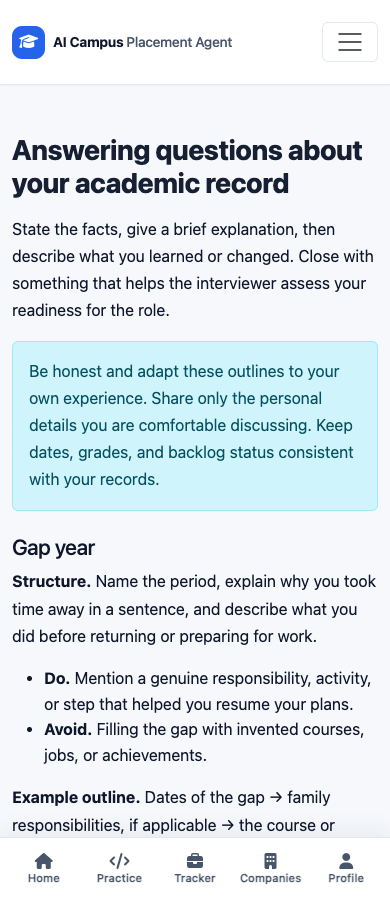 AI Campus Placement Agent
Answering questions about
your academic record
State the facts, give a brief explanation, then
describe what you learned or changed. Close with
something that helps the interviewer assess your
readiness for the role.
Be honest and adapt these outlines to your
own experience. Share only the personal
details you are comfortable discussing. Keep
dates, grades, and backlog status consistent
with your records.
Gap year
Structure. Name the period, explain why you took
time away in a sentence, and describe what you
did before returning or preparing for work.
• Do. Mention a genuine responsibility, activity,
or step that helped you resume your plans.
• Avoid. Filling the gap with invented courses,
jobs, or achievements.
Example outline. Dates of the gap → family
responsibilities, if applicable → the course or
Home Practice Tracker Companies Profile